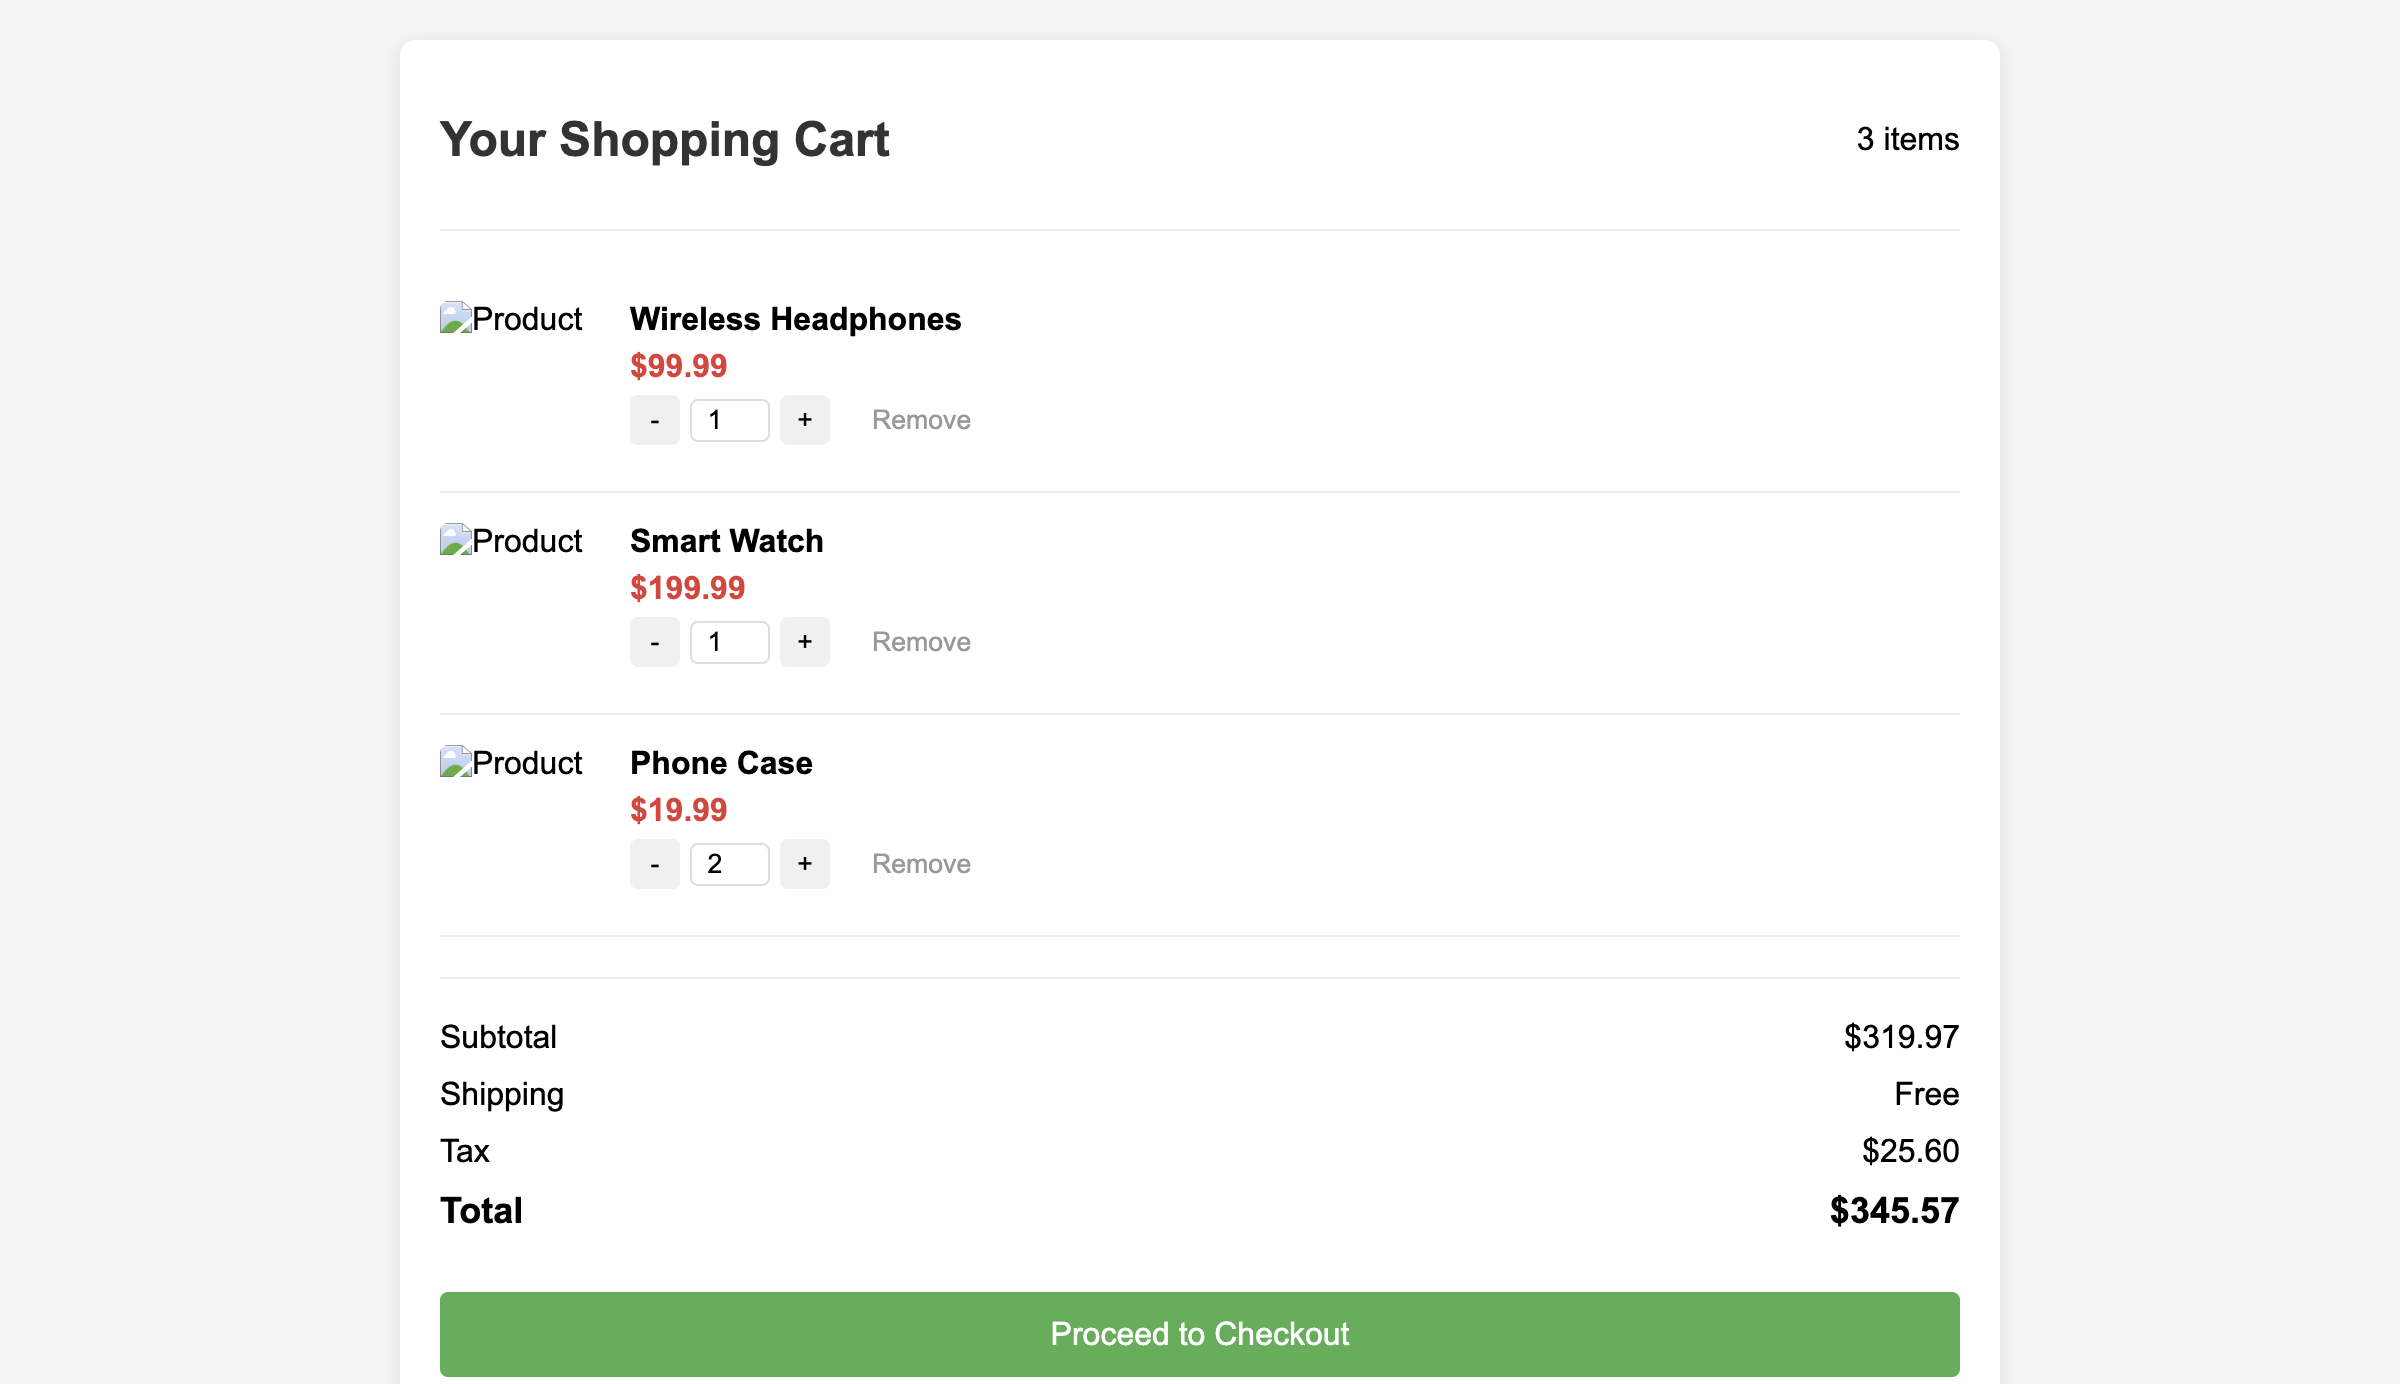 Your Shopping Cart
3 items
Product
Wireless Headphones
$99.99
- 1 + Remove
Product
Smart Watch
$199.99
- 1 + Remove
Product
Phone Case
$19.99
- 2 + Remove
Subtotal $319.97
Shipping Free
Tax $25.60
Total $345.57
Proceed to Checkout